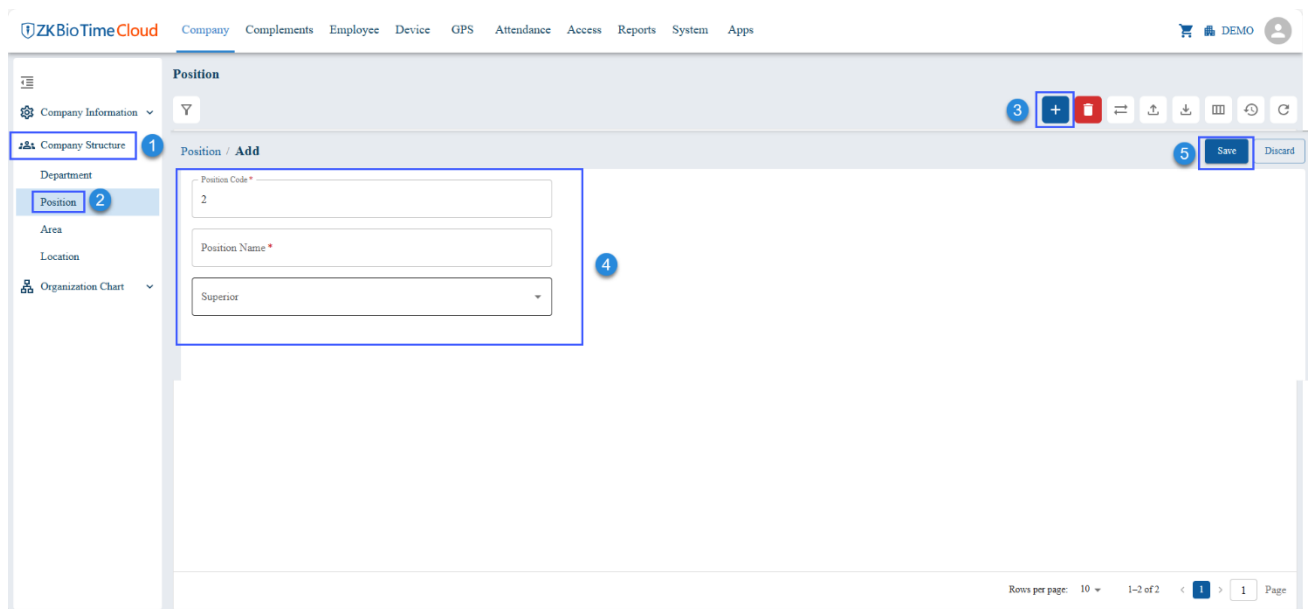 ZKBioTime Cloud Company Complements Employee Device GPS Attendance Access Reports System Apps DEMO
Position
Company Information
3
Company Structure 1
Position / Add
5 Save Discard
Department
Position 2
Area
Location
Organization Chart
Position Code *
2
Position Name *
4
Superior
Rows per page: 10 1–2 of 2 < 1 > 1 Page